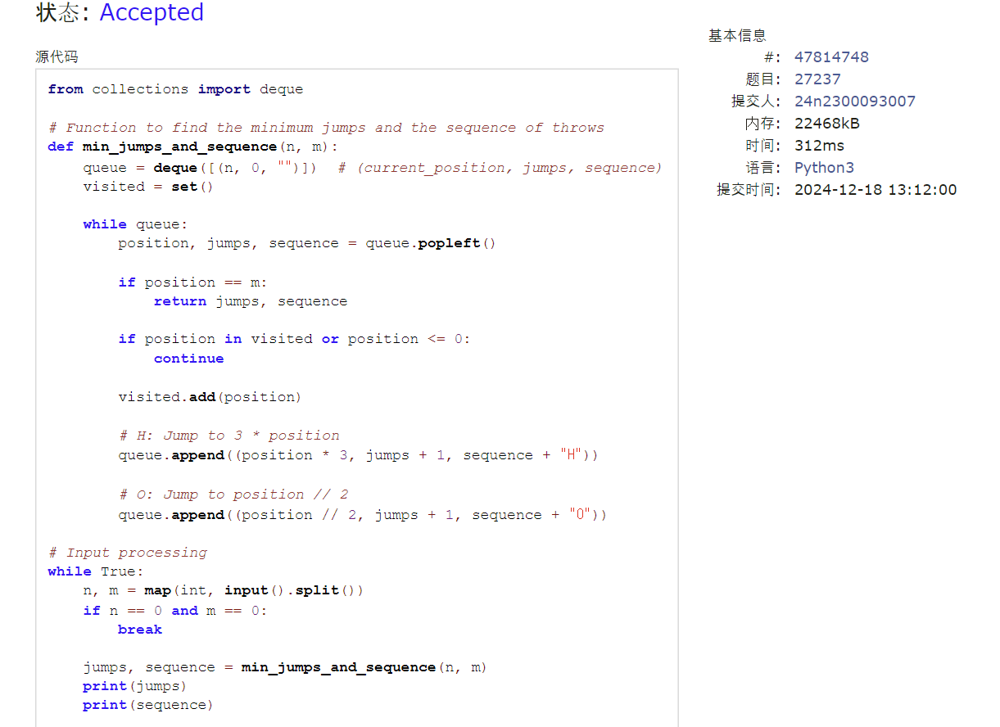 状态: Accepted
源代码
from collections import deque
# Function to find the minimum jumps and the sequence of throws
def min_jumps_and_sequence(n, m):
    queue = deque([(n, 0, "")])  # (current_position, jumps, sequence)
    visited = set()
    while queue:
        position, jumps, sequence = queue.popleft()
        if position == m:
            return jumps, sequence
        if position in visited or position <= 0:
            continue
        visited.add(position)
        # H: Jump to 3 * position
        queue.append((position * 3, jumps + 1, sequence + "H"))
        # O: Jump to position // 2
        queue.append((position // 2, jumps + 1, sequence + "O"))
# Input processing
while True:
    n, m = map(int, input().split())
    if n == 0 and m == 0:
        break
    jumps, sequence = min_jumps_and_sequence(n, m)
    print(jumps)
    print(sequence)
基本信息
#: 47814748
题目: 27237
提交人: 24n2300093007
内存: 22468kB
时间: 312ms
语言: Python3
提交时间: 2024-12-18 13:12:00